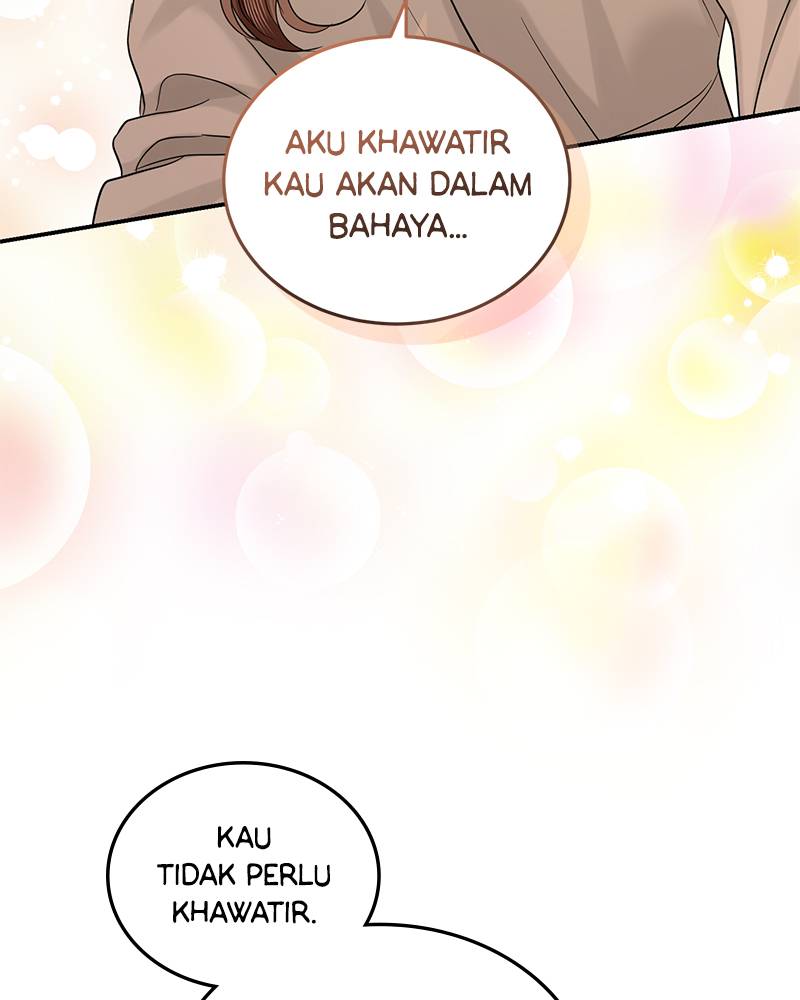 AKU KHAWATIR
KAU AKAN DALAM
BAHAYA...
KAU
TIDAK PERLU
KHAWATIR.